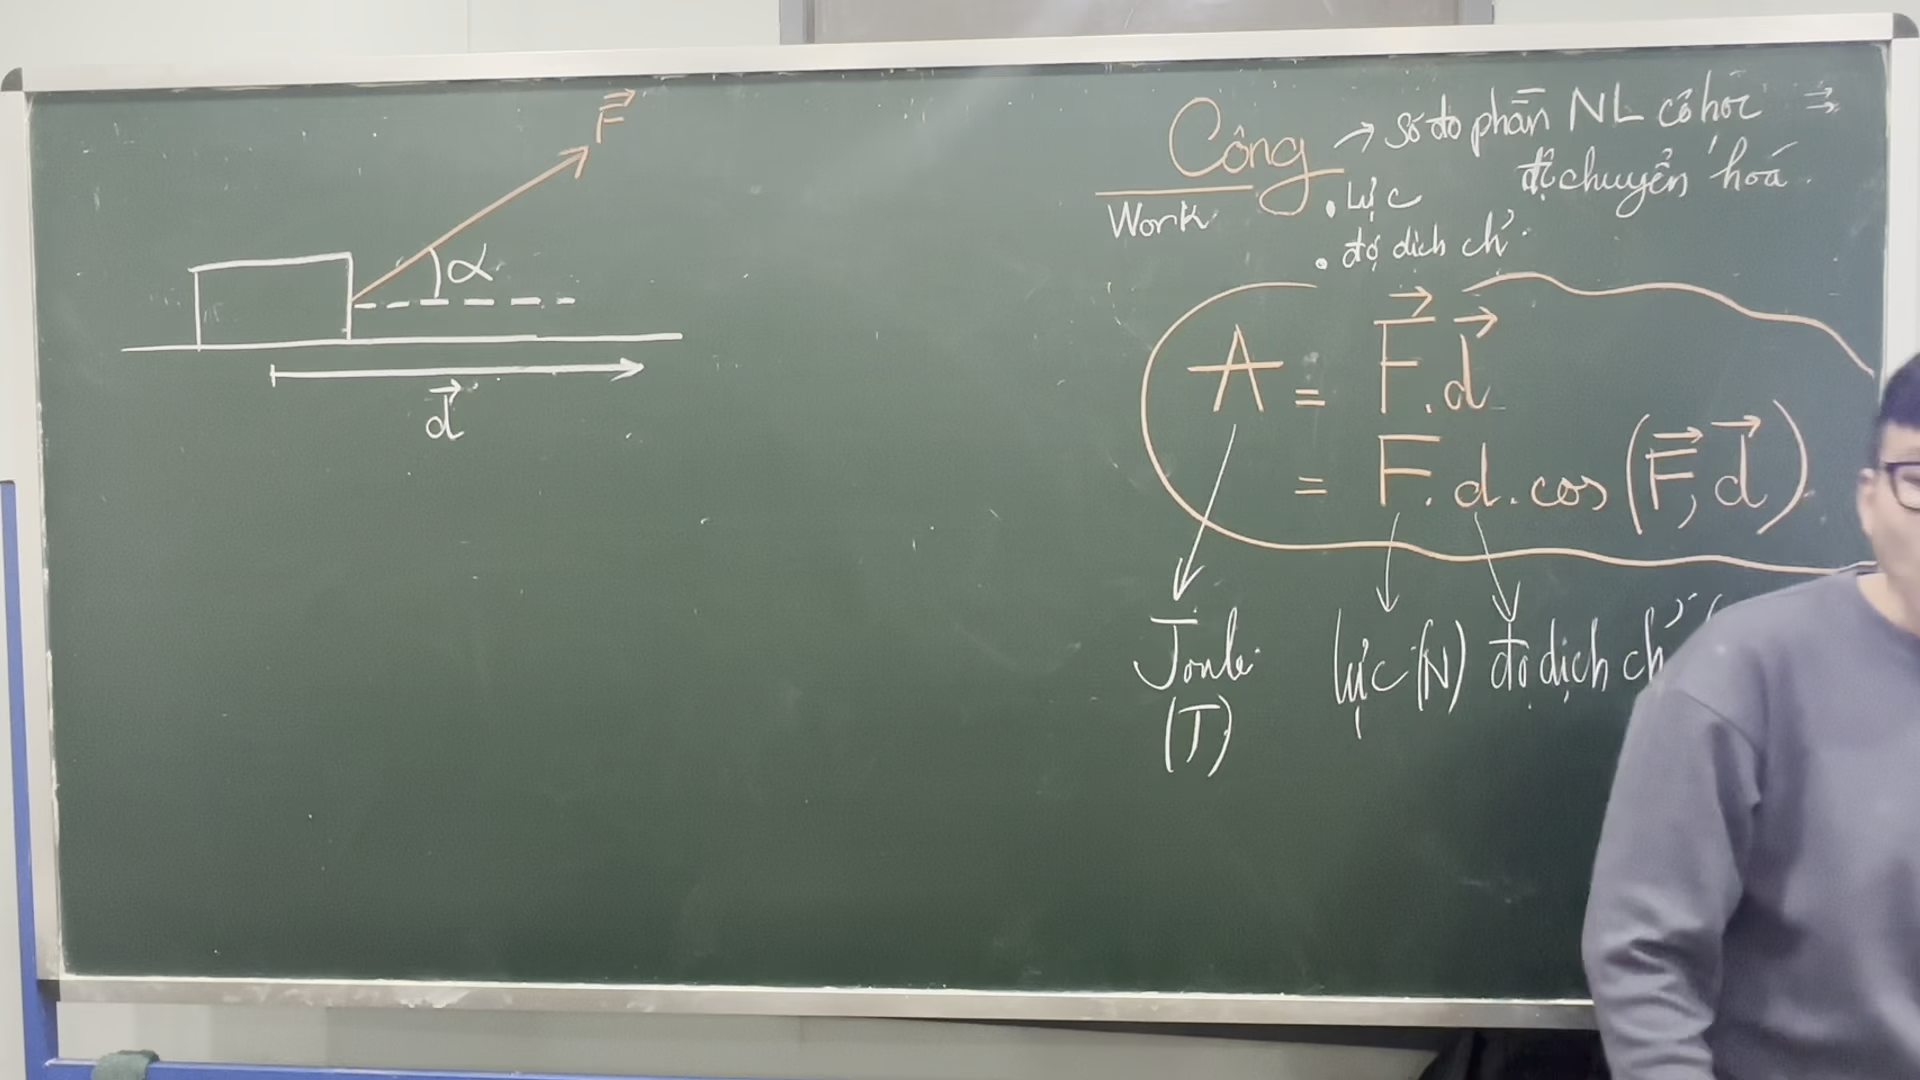 F
α
d
Công → số đo phần NL cơ học
Work
đc chuyển hoá.
• Lực
• độ dịch ch'
A = F.d
= F.d.cos(F,d)
Joule
(J)
lực (N)
độ dịch ch